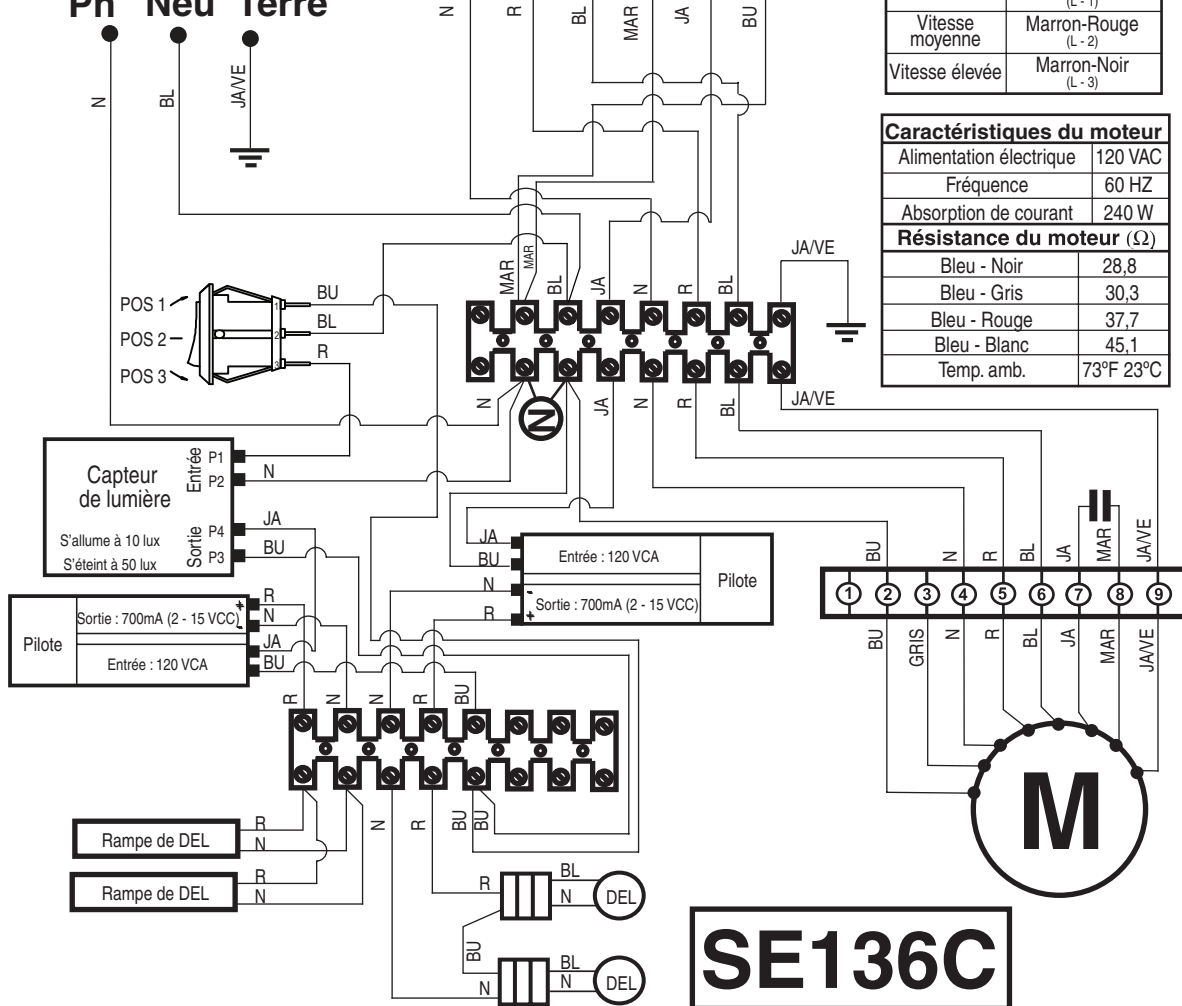 Ph Neu Terre
N
BL
JA/VE
N
R
BL
MAR
JA
BU
(L - 1)
Vitesse moyenne
Marron-Rouge
(L - 2)
Vitesse élevée
Marron-Noir
(L - 3)
Caractéristiques du moteur
Alimentation électrique 120 VAC
Fréquence 60 HZ
Absorption de courant 240 W
Résistance du moteur (Ω)
Bleu - Noir 28,8
Bleu - Gris 30,3
Bleu - Rouge 37,7
Bleu - Blanc 45,1
Temp. amb. 73ºF 23ºC
MAR
MAR
BL
JA
N
R
BL
JA/VE
POS 1
POS 2
POS 3
1
2
3
BU
BL
R
N
N
JA
N
R
BL
JA/VE
Capteur
de lumière
S'allume à 10 lux
S'éteint à 50 lux
Entrée
P1
P2
Sortie
P4
P3
N
JA
BU
JA
BU
N
R
Entrée : 120 VCA
-
+
Sortie : 700mA (2 - 15 VCC)
Pilote
Pilote
Sortie : 700mA (2 - 15 VCC)
+
-
Entrée : 120 VCA
R
N
JA
BU
R
N
N
R
BU
BU
N
R
BL
JA
MAR
JA/VE
1 2 3 4 5 6 7 8 9
BU
GRIS
N
R
BL
JA
MAR
JA/VE
M
N
R
BU
BU
Rampe de DEL
R
N
Rampe de DEL
R
N
R
BL
N
DEL
BU
N
BL
N
DEL
SE136C